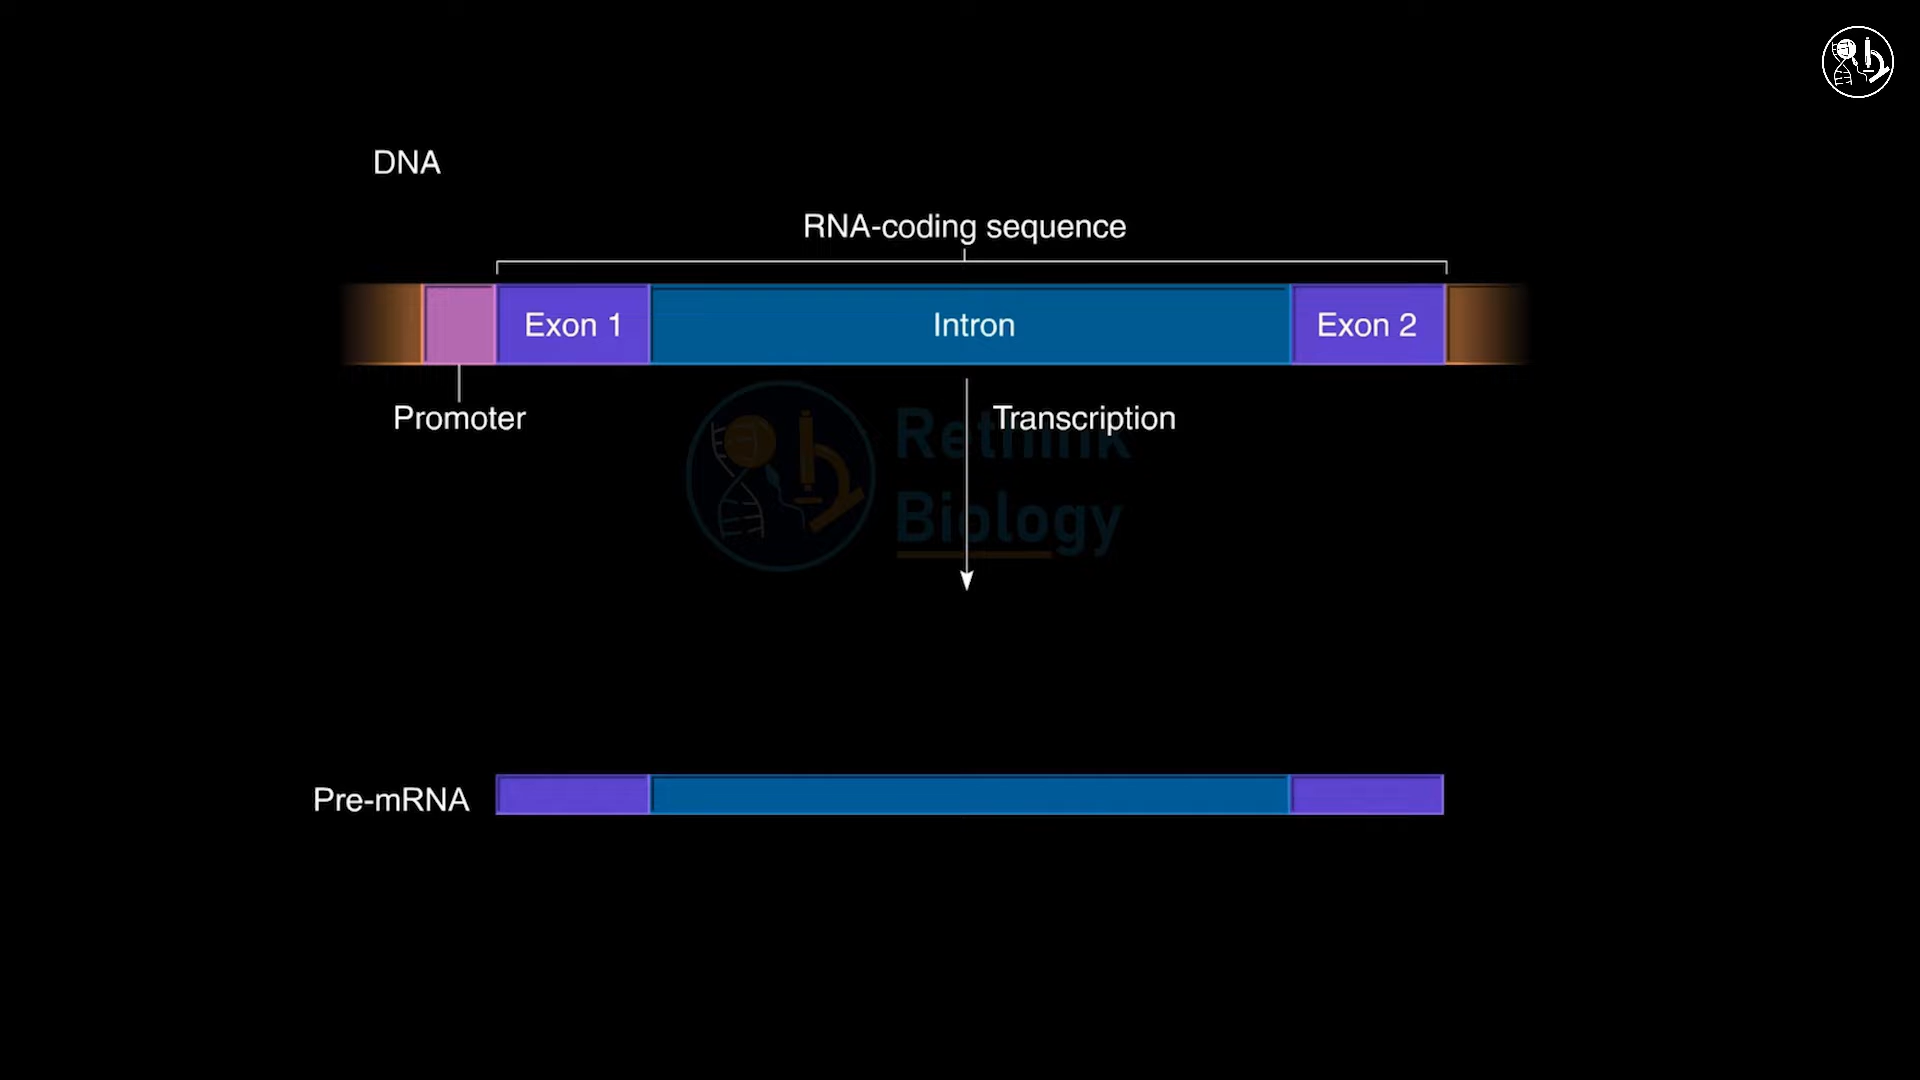 DNA
RNA-coding sequence
Exon 1
Intron
Exon 2
Promoter
Transcription
Rethink
Biology
Pre-mRNA